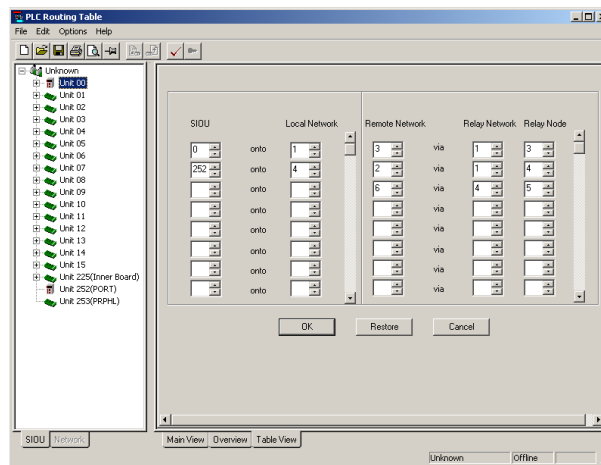 PLC Routing Table
File Edit Options Help
Unknown
Unit 00
Unit 01
Unit 02
Unit 03
Unit 04
Unit 05
Unit 06
Unit 07
Unit 08
Unit 09
Unit 10
Unit 11
Unit 12
Unit 13
Unit 14
Unit 15
Unit 225(Inner Board)
Unit 252(PORT)
Unit 253(PRPHL)
SIOU Network
SIOU Local Network Remote Network Relay Network Relay Node
0 onto 1 3 via 1 3
252 onto 4 2 via 1 4
onto 6 via 4 5
onto via
onto via
onto via
onto via
onto via
OK Restore Cancel
Main View Overview Table View
Unknown Offline